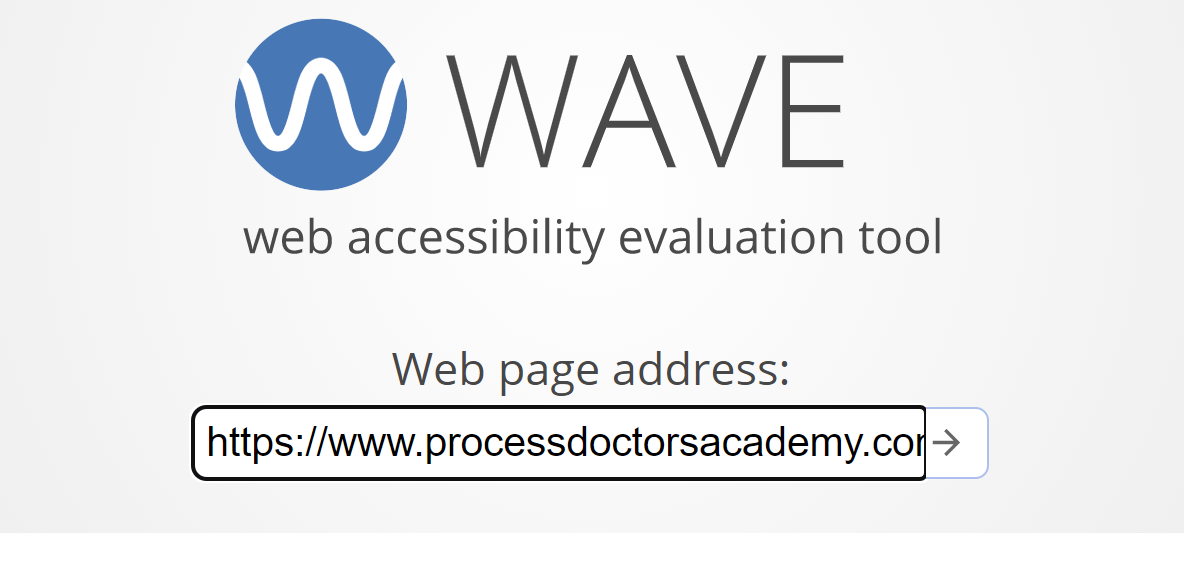 WAVE
web accessibility evaluation tool
Web page address:
https://www.processdoctorsacademy.cor